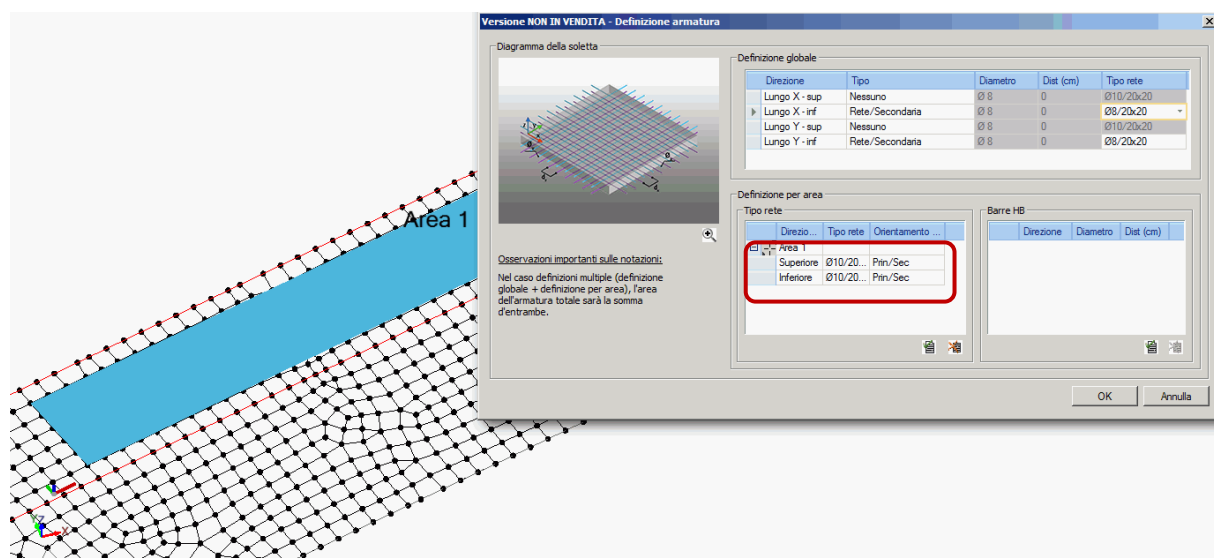 Versione NON IN VENDITA - Definizione armatura
Diagramma della soletta
Definizione globale
Direzione Tipo Diametro Dist (cm) Tipo rete
Lungo X - sup Nessuno Ø 8 0 Ø10/20x20
Lungo X - inf Rete/Secondaria Ø 8 0 Ø8/20x20
Lungo Y - sup Nessuno Ø 8 0 Ø10/20x20
Lungo Y - inf Rete/Secondaria Ø 8 0 Ø8/20x20
Definizione per area
Tipo rete
Direzio... Tipo rete Orientamento ...
Area 1
Superiore Ø10/20... Prin/Sec
Inferiore Ø10/20... Prin/Sec
Barre HB
Direzione Diametro Dist (cm)
Osservazioni importanti sulle notazioni:
Nel caso definizioni multiple (definizione
globale + definizione per area), l'area
dell'armatura totale sarà la somma
d'entrambe.
OK Annulla
Area 1
Z
X